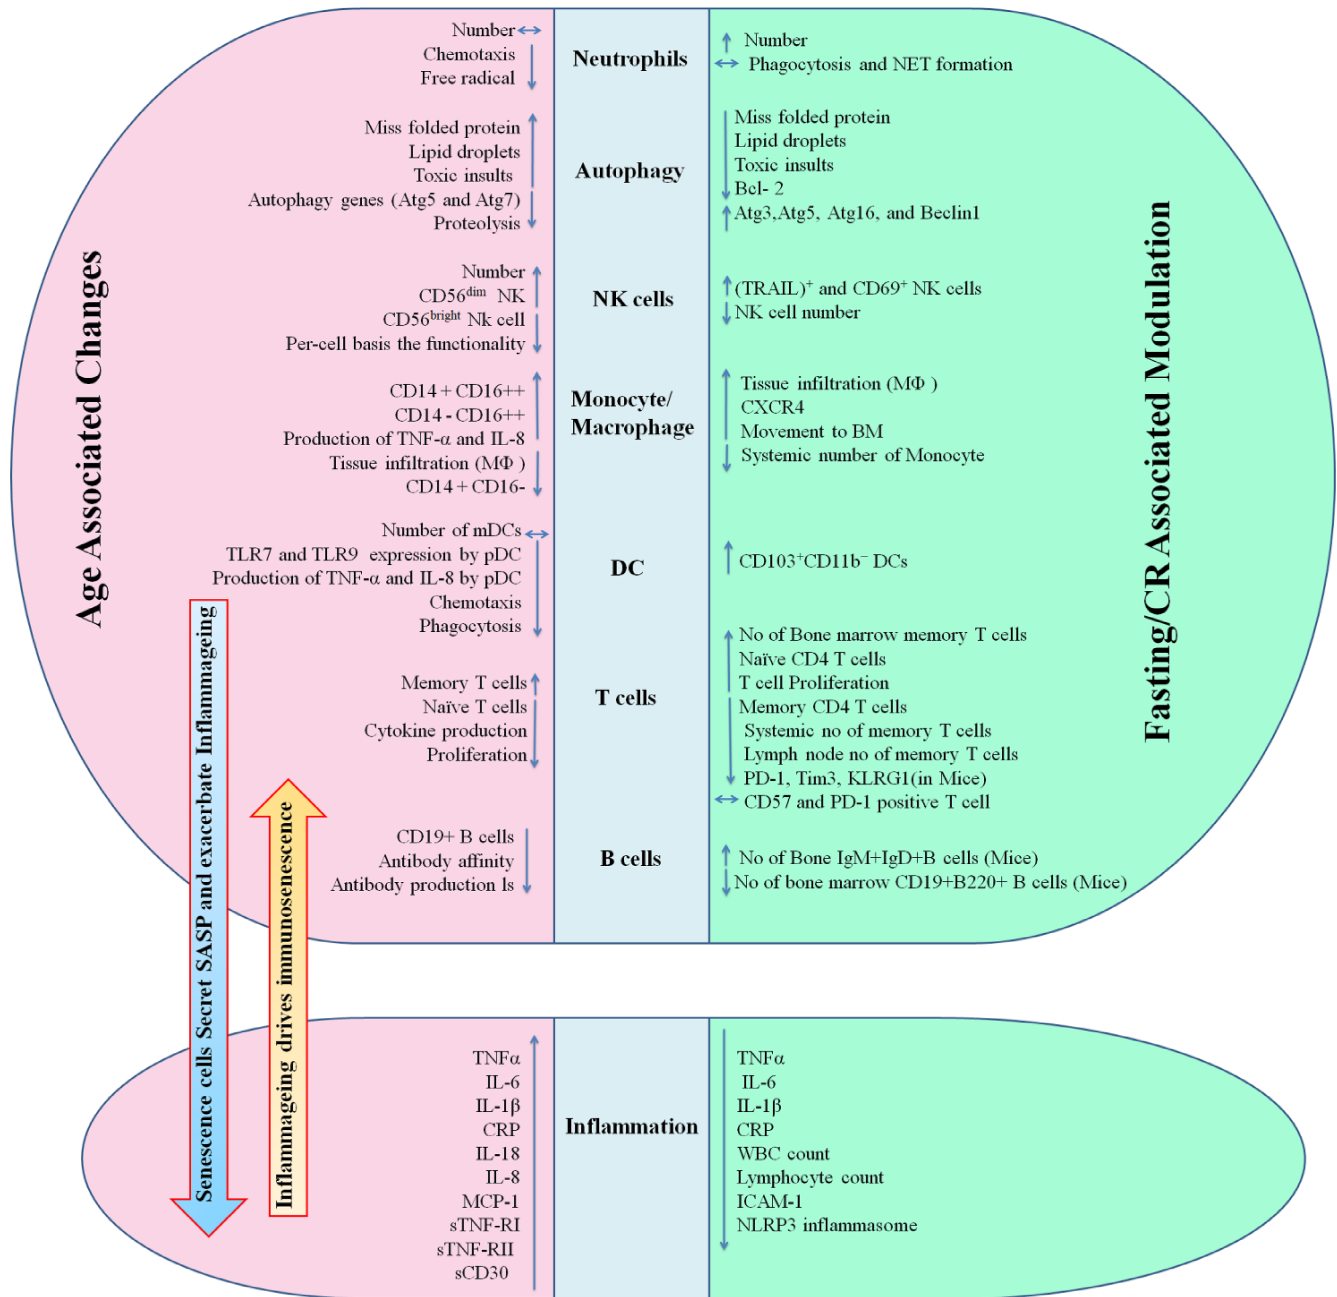 Age Associated Changes
Number
Chemotaxis
Free radical
Neutrophils
Number
Phagocytosis and NET formation
Miss folded protein
Lipid droplets
Toxic insults
Autophagy genes (Atg5 and Atg7)
Proteolysis
Autophagy
Miss folded protein
Lipid droplets
Toxic insults
Bcl- 2
Atg3,Atg5, Atg16, and Beclin1
Number
CD56dim NK
CD56bright Nk cell
Per-cell basis the functionality
NK cells
(TRAIL)+ and CD69+ NK cells
NK cell number
CD14 + CD16++
CD14 - CD16++
Production of TNF-α and IL-8
Tissue infiltration (MΦ )
CD14 + CD16-
Monocyte/
Macrophage
Tissue infiltration (MΦ )
CXCR4
Movement to BM
Systemic number of Monocyte
Number of mDCs
TLR7 and TLR9 expression by pDC
Production of TNF-α and IL-8 by pDC
Chemotaxis
Phagocytosis
DC
CD103+CD11b− DCs
Memory T cells
Naïve T cells
Cytokine production
Proliferation
T cells
No of Bone marrow memory T cells
Naïve CD4 T cells
T cell Proliferation
Memory CD4 T cells
Systemic no of memory T cells
Lymph node no of memory T cells
PD-1, Tim3, KLRG1(in Mice)
CD57 and PD-1 positive T cell
CD19+ B cells
Antibody affinity
Antibody production ls
B cells
No of Bone IgM+IgD+B cells (Mice)
No of bone marrow CD19+B220+ B cells (Mice)
Fasting/CR Associated Modulation
Senescence cells Secret SASP and exacerbate Inflammageing
Inflammageing drives immunosenescence
TNFα
IL-6
IL-1β
CRP
IL-18
IL-8
MCP-1
sTNF-RI
sTNF-RII
sCD30
Inflammation
TNFα
IL-6
IL-1β
CRP
WBC count
Lymphocyte count
ICAM-1
NLRP3 inflammasome